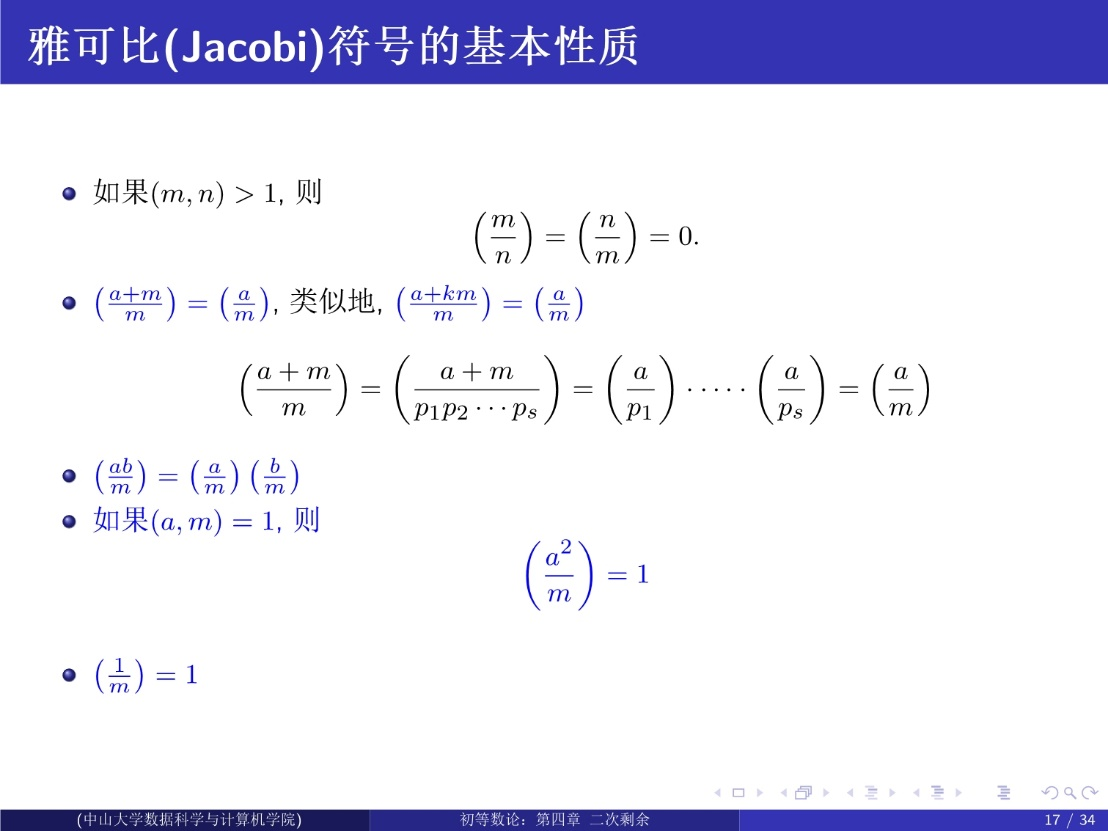 雅可比(Jacobi)符号的基本性质
如果(m, n) > 1, 则
(m/n) = (n/m) = 0.
((a+m)/m) = (a/m), 类似地, ((a+km)/m) = (a/m)
((a + m)/m) = ((a + m)/(p₁p₂ ⋯ pₛ)) = (a/p₁) ⋯⋯ (a/pₛ) = (a/m)
(ab/m) = (a/m) (b/m)
如果(a, m) = 1, 则
(a²/m) = 1
(1/m) = 1
(中山大学数据科学与计算机学院) 初等数论：第四章 二次剩余 17 / 34